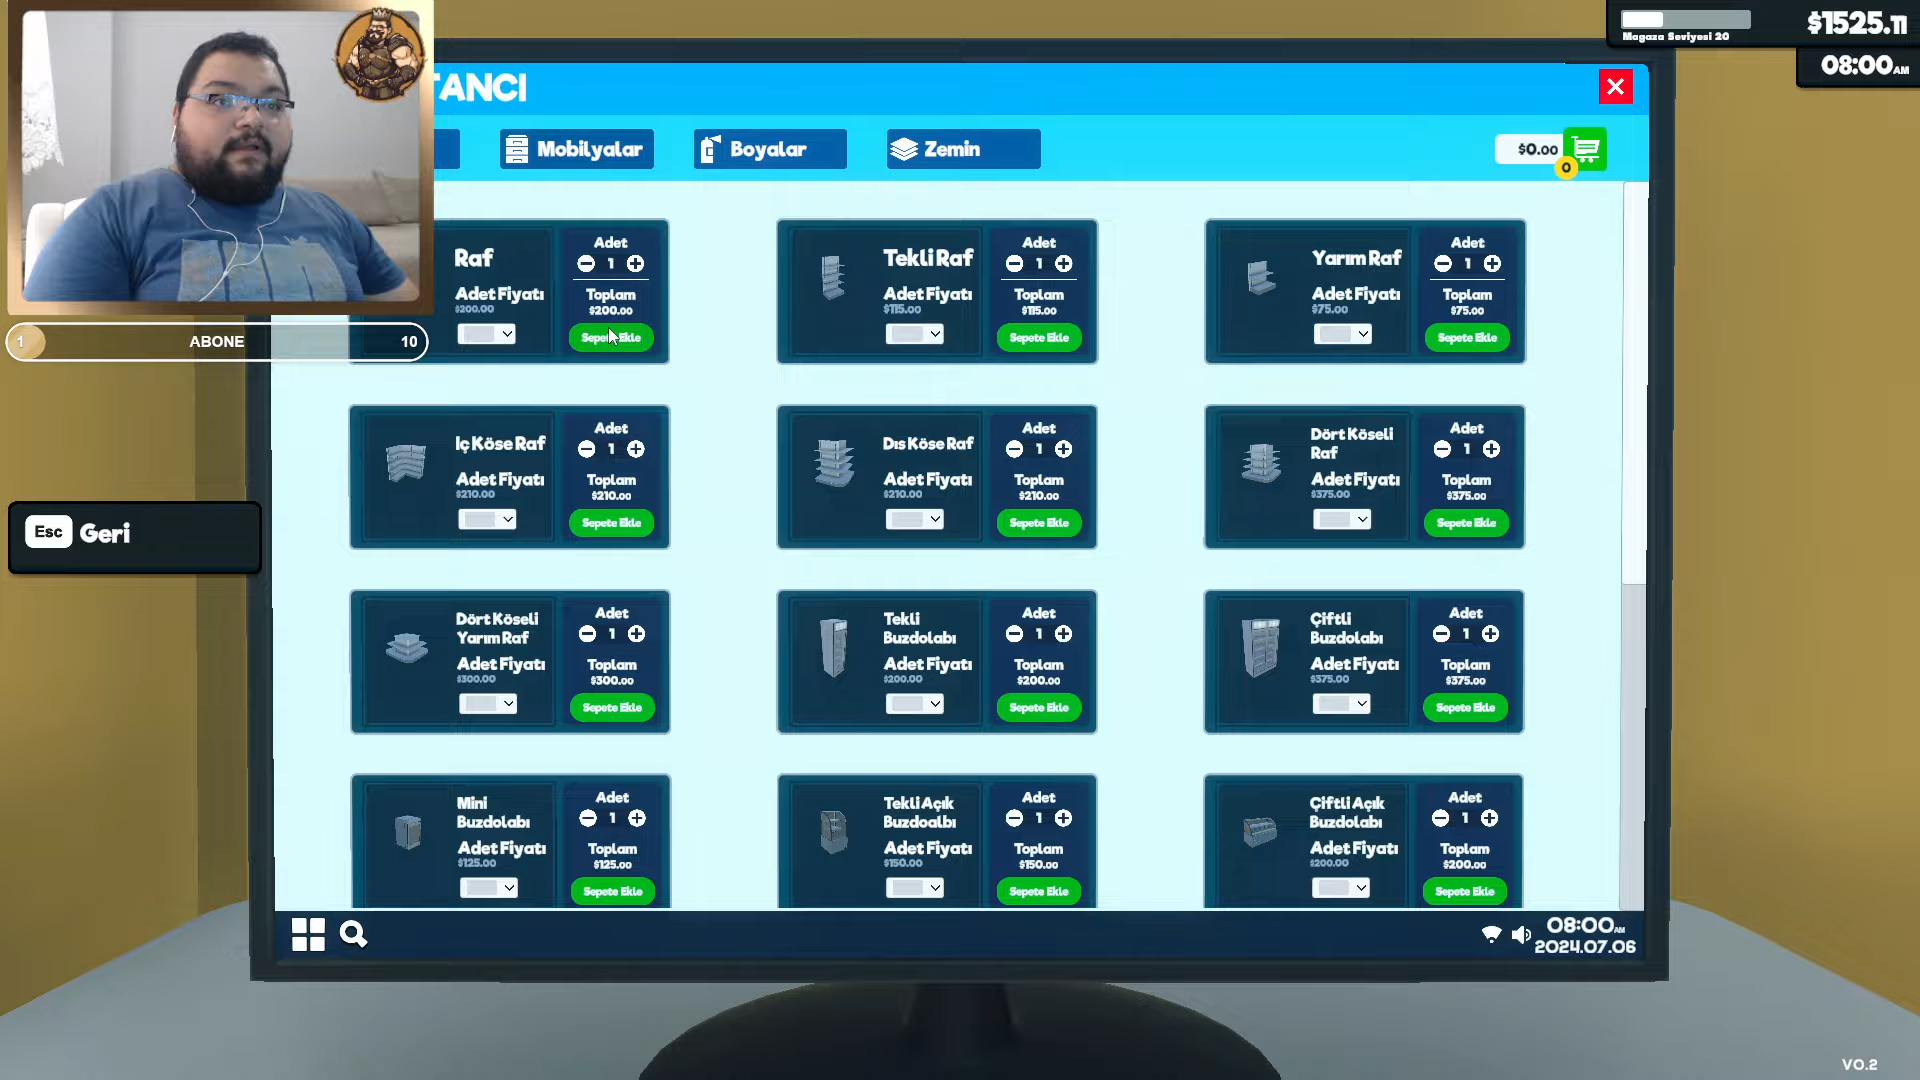 $1525.11
Magaza Seviyesi 20
08:00AM
TANCI
Mobilyalar
Boyalar
Zemin
$0.00
0
Raf
Adet Fiyatı
$200.00
Adet
1
Toplam
$200.00
Sepete Ekle
Tekli Raf
Adet Fiyatı
$115.00
Adet
1
Toplam
$115.00
Sepete Ekle
Yarım Raf
Adet Fiyatı
$75.00
Adet
1
Toplam
$75.00
Sepete Ekle
1
ABONE
10
İç Köse Raf
Adet Fiyatı
$210.00
Adet
1
Toplam
$210.00
Sepete Ekle
Dıs Köse Raf
Adet Fiyatı
$210.00
Adet
1
Toplam
$210.00
Sepete Ekle
Dört Köseli
Raf
Adet Fiyatı
$375.00
Adet
1
Toplam
$375.00
Sepete Ekle
Esc Geri
Dört Köseli
Yarım Raf
Adet Fiyatı
$300.00
Adet
1
Toplam
$300.00
Sepete Ekle
Tekli
Buzdolabı
Adet Fiyatı
$200.00
Adet
1
Toplam
$200.00
Sepete Ekle
Çiftli
Buzdolabı
Adet Fiyatı
$375.00
Adet
1
Toplam
$375.00
Sepete Ekle
Mini
Buzdolabı
Adet Fiyatı
$125.00
Adet
1
Toplam
$125.00
Sepete Ekle
Tekli Açık
Buzdoalbı
Adet Fiyatı
$150.00
Adet
1
Toplam
$150.00
Sepete Ekle
Çiftli Açık
Buzdolabı
Adet Fiyatı
$200.00
Adet
1
Toplam
$200.00
Sepete Ekle
08:00AM
2024.07.06
V0.2